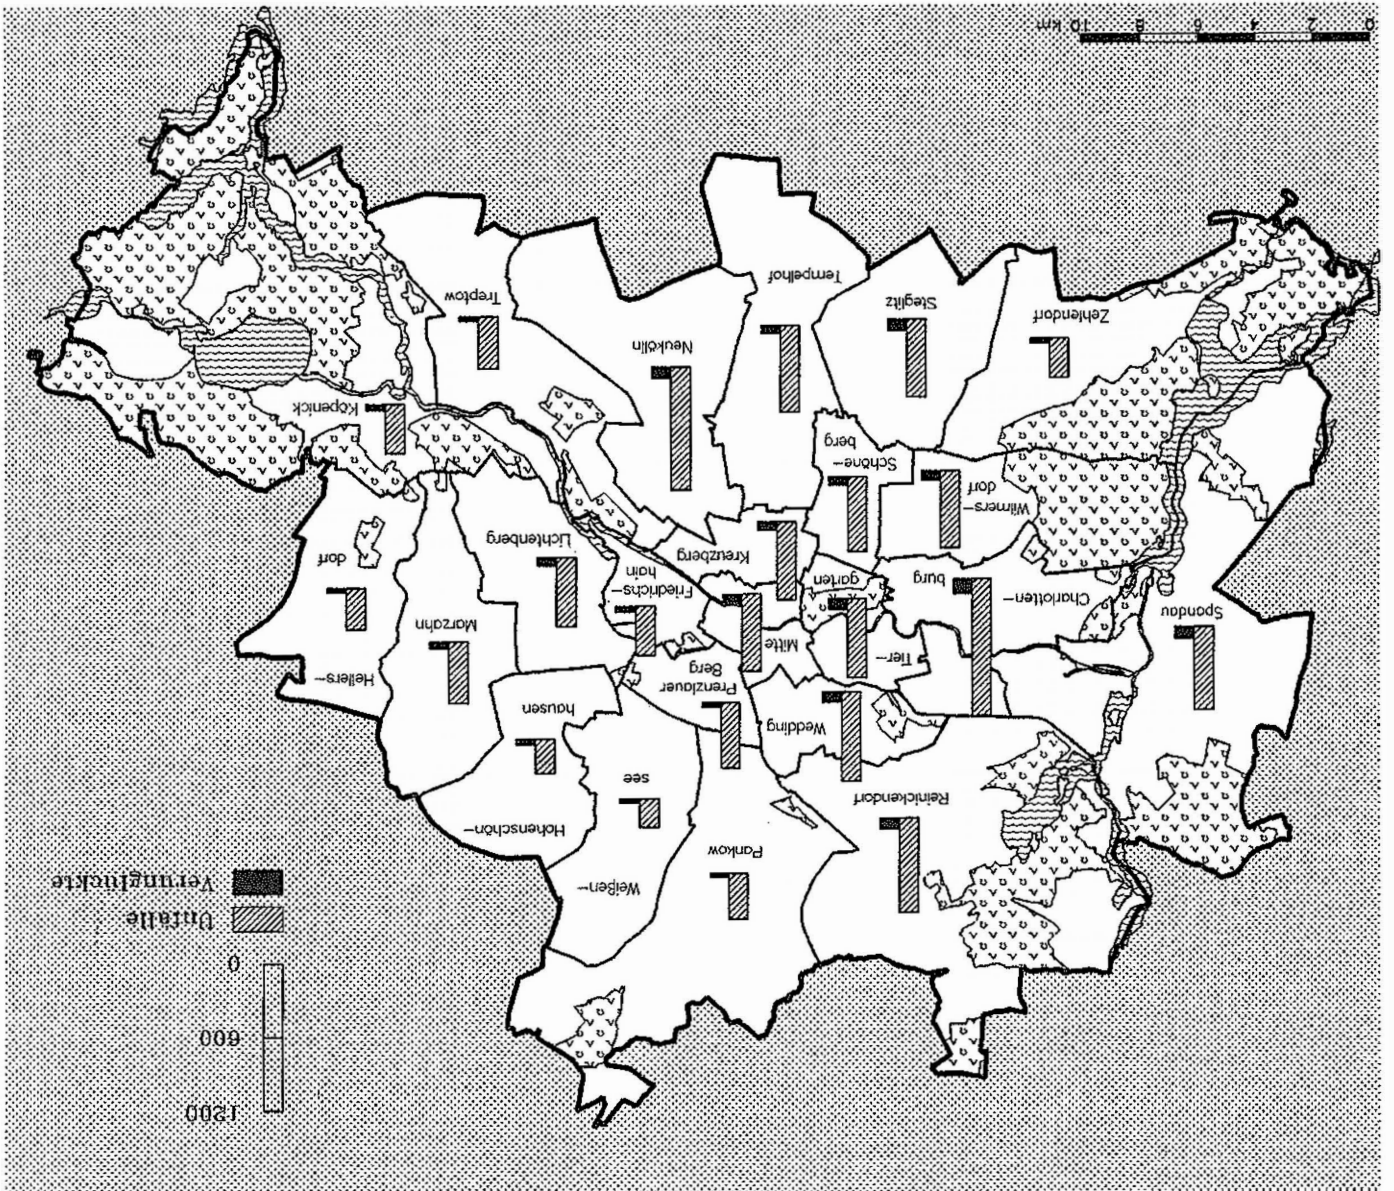 1200
600
0
Unfälle
Verunglückte
Weißen-
see
Pankow
Hohenschön-
hausen
Reinickendorf
Wedding
Prenzlauer
Berg
Hellers-
dorf
Marzahn
Tier-
garten
Mitte
Spandau
Charlotten-
burg
Friedrichs-
hain
Kreuzberg
Lichtenberg
Wilmers-
dorf
Schöne-
berg
Köpenick
Neukölln
Zehlendorf
Steglitz
Tempelhof
Treptow
0 2 4 6 8 10 km